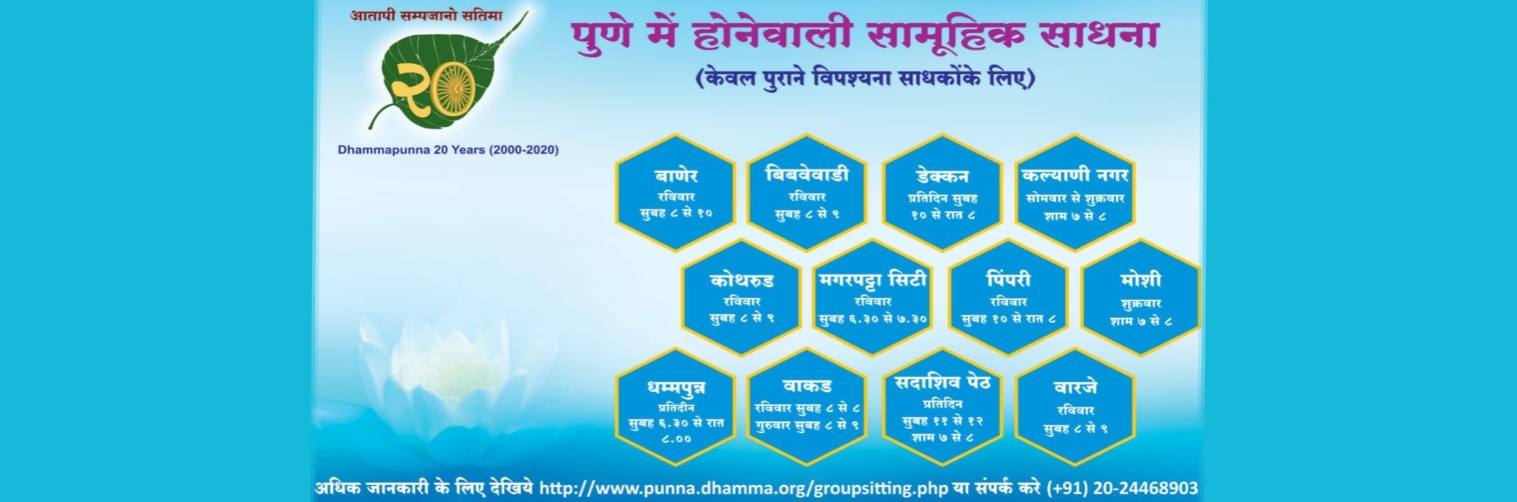 आतापी सम्पजानो सतिमा
२०
Dhammapunna 20 Years (2000-2020)
पुणे में होनेवाली सामूहिक साधना
(केवल पुराने विपश्यना साधकोंके लिए)
बाणेर
रविवार
सुबह ८ से १०
बिबवेवाडी
रविवार
सुबह ८ से ९
डेक्कन
प्रतिदिन सुबह
१० से रात ८
कल्याणी नगर
सोमवार से शुक्रवार
शाम ७ से ८
कोथरुड
रविवार
सुबह ८ से ९
मगरपट्टा सिटी
रविवार
सुबह ६.३० से ७.३०
पिंपरी
रविवार
सुबह १० से रात ८
मोशी
शुक्रवार
शाम ७ से ८
धम्मपुन्न
प्रतिदीन
सुबह ६.३० से रात
८.००
वाकड
रविवार सुबह ८ से ८
गुरुवार सुबह ८ से ९
सदाशिव पेठ
प्रतिदिन
सुबह ११ से १२
शाम ७ से ८
वारजे
रविवार
सुबह ८ से ९
अधिक जानकारी के लिए देखिये http://www.punna.dhamma.org/groupsitting.php या संपर्क करे (+91) 20-24468903